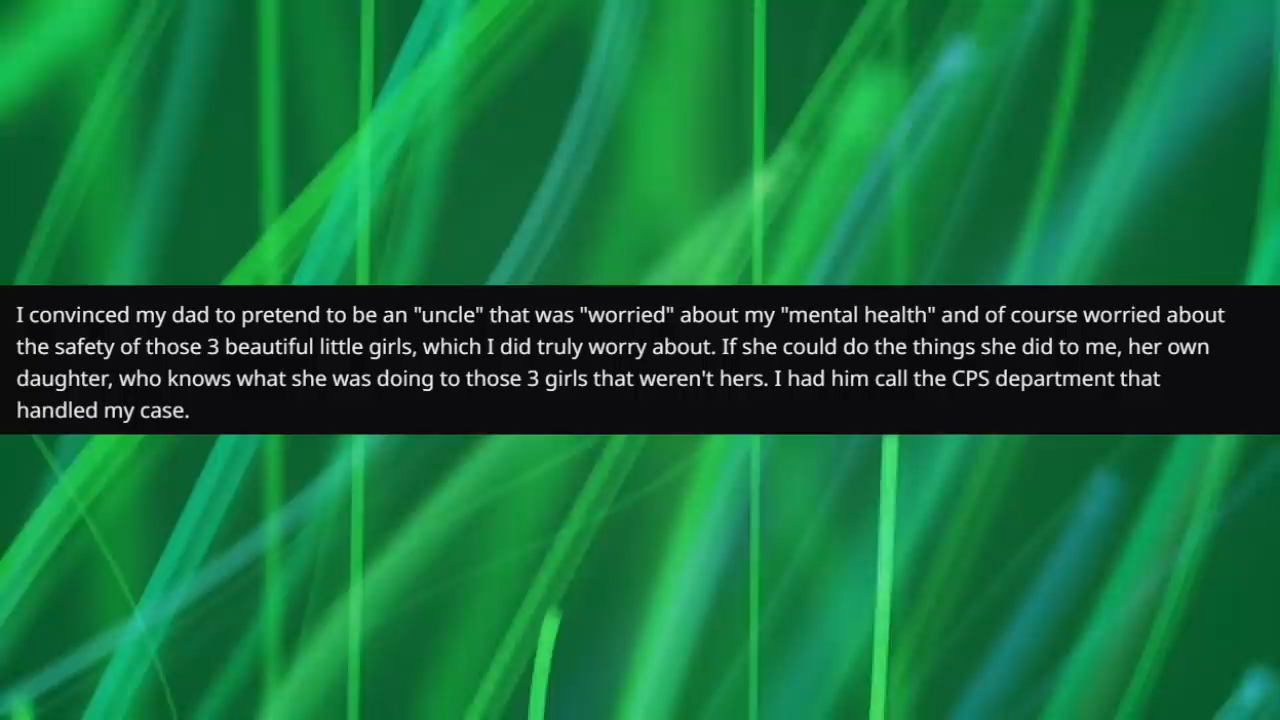 I convinced my dad to pretend to be an "uncle" that was "worried" about my "mental health" and of course worried about
the safety of those 3 beautiful little girls, which I did truly worry about. If she could do the things she did to me, her own
daughter, who knows what she was doing to those 3 girls that weren't hers. I had him call the CPS department that
handled my case.